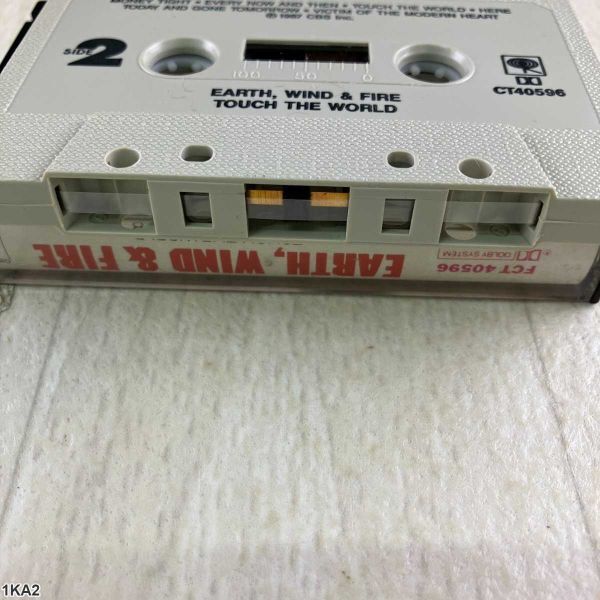 MONEY TIGHT • EVERY NOW AND THEN • TOUCH THE WORLD • HERE
TODAY AND GONE TOMORROW • VICTIM OF THE MODERN HEART
℗ 1987 CBS Inc.
SIDE 2
100 50 0
CT40596
EARTH, WIND & FIRE
TOUCH THE WORLD
EARTH, WIND & FIRE
FCT 40596
DOLBY SYSTEM
1KA2